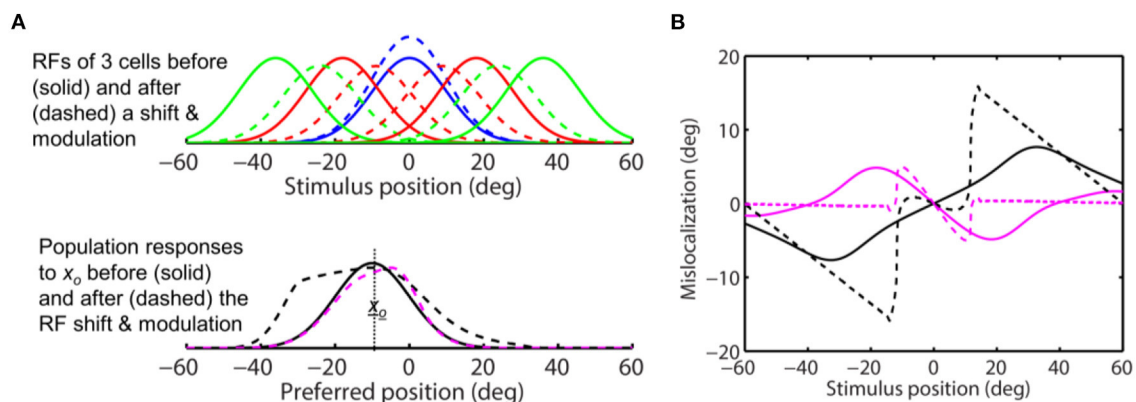 A
RFs of 3 cells before
(solid) and after
(dashed) a shift &
modulation
−60 −40 −20 0 20 40 60
Stimulus position (deg)
Population responses
to xo before (solid)
and after (dashed) the
RF shift & modulation
xo
−60 −40 −20 0 20 40 60
Preferred position (deg)
B
Mislocalization (deg)
20
10
0
−10
−20
−60 −40 −20 0 20 40 60
Stimulus position (deg)